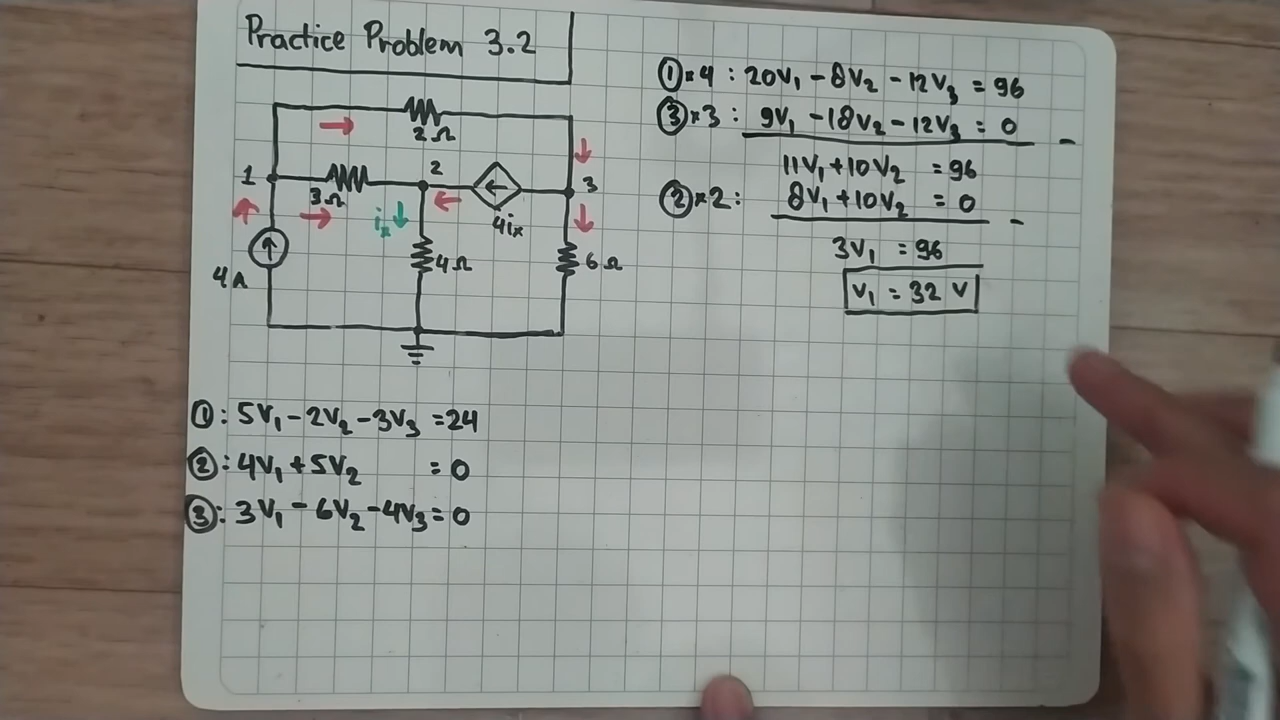 Practice Problem 3.2
2Ω
1
3Ω
2
3
iₓ
4iₓ
4A
4Ω
6Ω
①: 5V₁ - 2V₂ - 3V₃ = 24
②: 4V₁ + 5V₂ = 0
③: 3V₁ - 6V₂ - 4V₃ = 0
①×4 : 20V₁ - 8V₂ - 12V₃ = 96
③×3 : 9V₁ - 18V₂ - 12V₃ = 0 -
11V₁ + 10V₂ = 96
②×2 : 8V₁ + 10V₂ = 0 -
3V₁ = 96
V₁ = 32 V